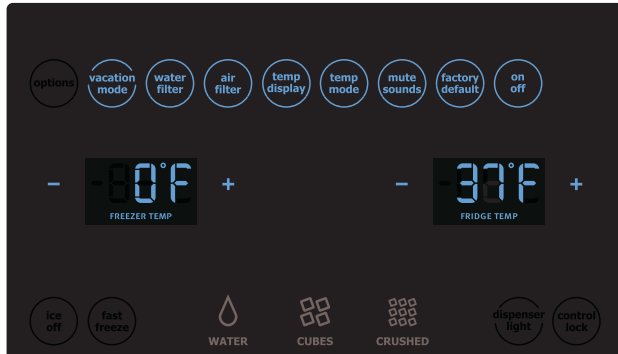 options
vacation mode
water filter
air filter
temp display
temp mode
mute sounds
factory default
on off
- 0°F +
FREEZER TEMP
- 37°F +
FRIDGE TEMP
ice off
fast freeze
WATER
CUBES
CRUSHED
dispenser light
control lock